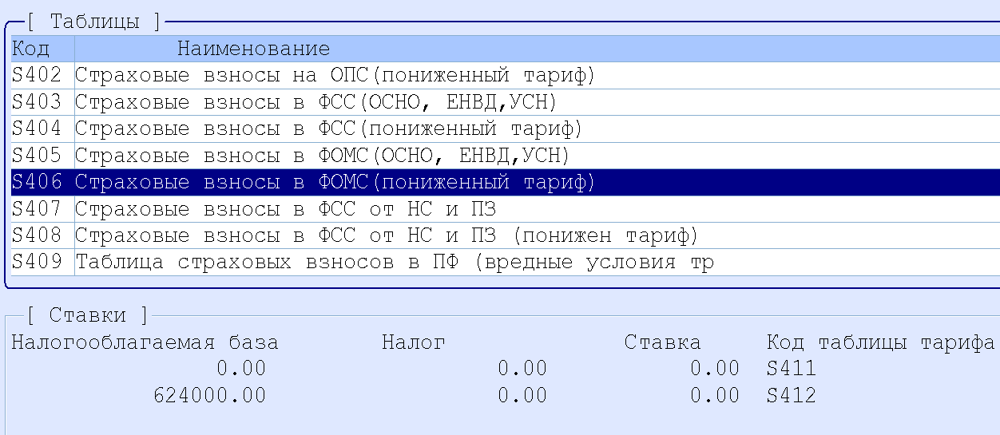 [ Таблицы ]
Код Наименование
S402 Страховые взносы на ОПС(пониженный тариф)
S403 Страховые взносы в ФСС(ОСНО, ЕНВД,УСН)
S404 Страховые взносы в ФСС(пониженный тариф)
S405 Страховые взносы в ФОМС(ОСНО, ЕНВД,УСН)
S406 Страховые взносы в ФОМС(пониженный тариф)
S407 Страховые взносы в ФСС от НС и ПЗ
S408 Страховые взносы в ФСС от НС и ПЗ (понижен тариф)
S409 Таблица страховых взносов в ПФ (вредные условия тр
[ Ставки ]
Налогооблагаемая база Налог Ставка Код таблицы тарифа
0.00 0.00 0.00 S411
624000.00 0.00 0.00 S412